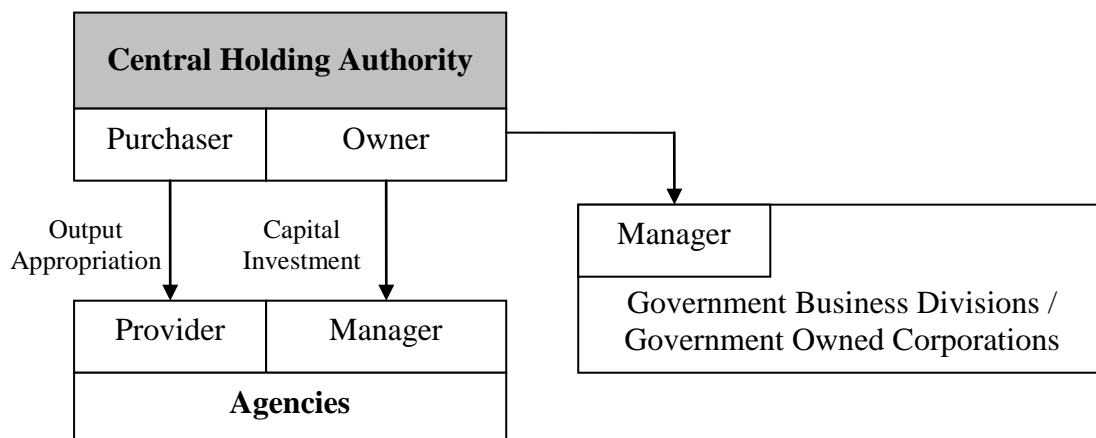 Central Holding Authority
Purchaser
Owner
Output
Appropriation
Capital
Investment
Manager
Government Business Divisions /
Government Owned Corporations
Provider
Manager
Agencies